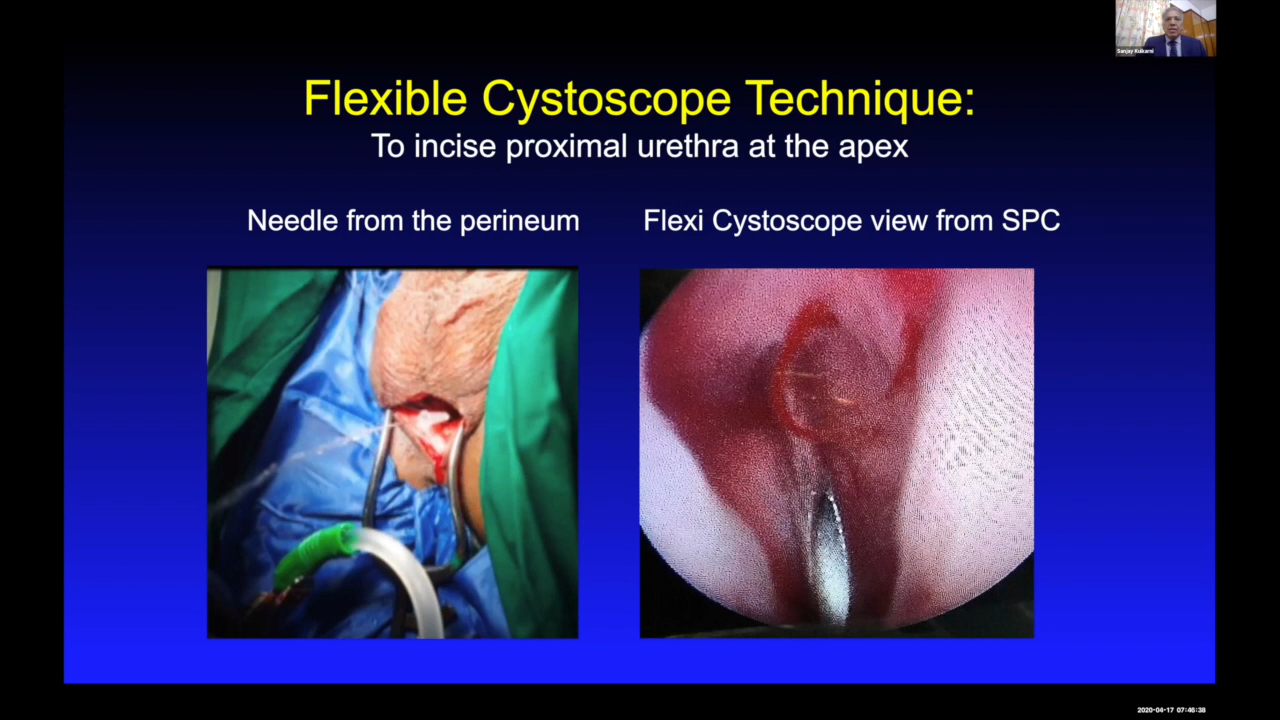 Sanjay Kulkarni
Flexible Cystoscope Technique:
To incise proximal urethra at the apex
Needle from the perineum
Flexi Cystoscope view from SPC
2020-04-17 07:46:38